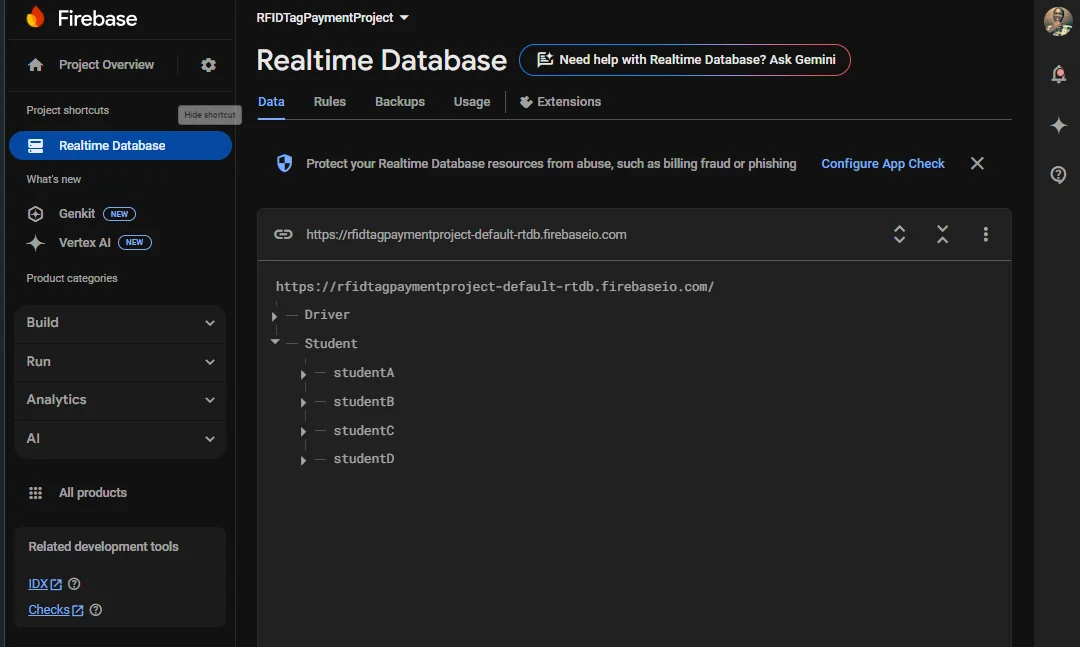 Firebase
Project Overview
Project shortcuts
Hide shortcut
Realtime Database
What's new
Genkit NEW
Vertex AI NEW
Product categories
Build
Run
Analytics
AI
All products
Related development tools
IDX
Checks
RFIDTagPaymentProject
Realtime Database
Need help with Realtime Database? Ask Gemini
Data Rules Backups Usage Extensions
Protect your Realtime Database resources from abuse, such as billing fraud or phishing Configure App Check
https://rfidtagpaymentproject-default-rtdb.firebaseio.com
https://rfidtagpaymentproject-default-rtdb.firebaseio.com/
Driver
Student
studentA
studentB
studentC
studentD